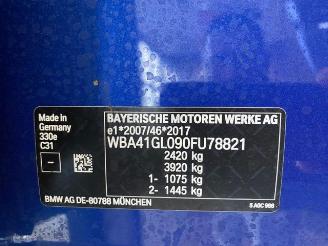 Made in
Germany
330e
C31
–
BAYERISCHE MOTOREN WERKE AG
e1*2007/46*2017
WBA41GL090FU78821
2420 kg
3920 kg
1- 1075 kg
2- 1445 kg
BMW AG DE-80788 MÜNCHEN